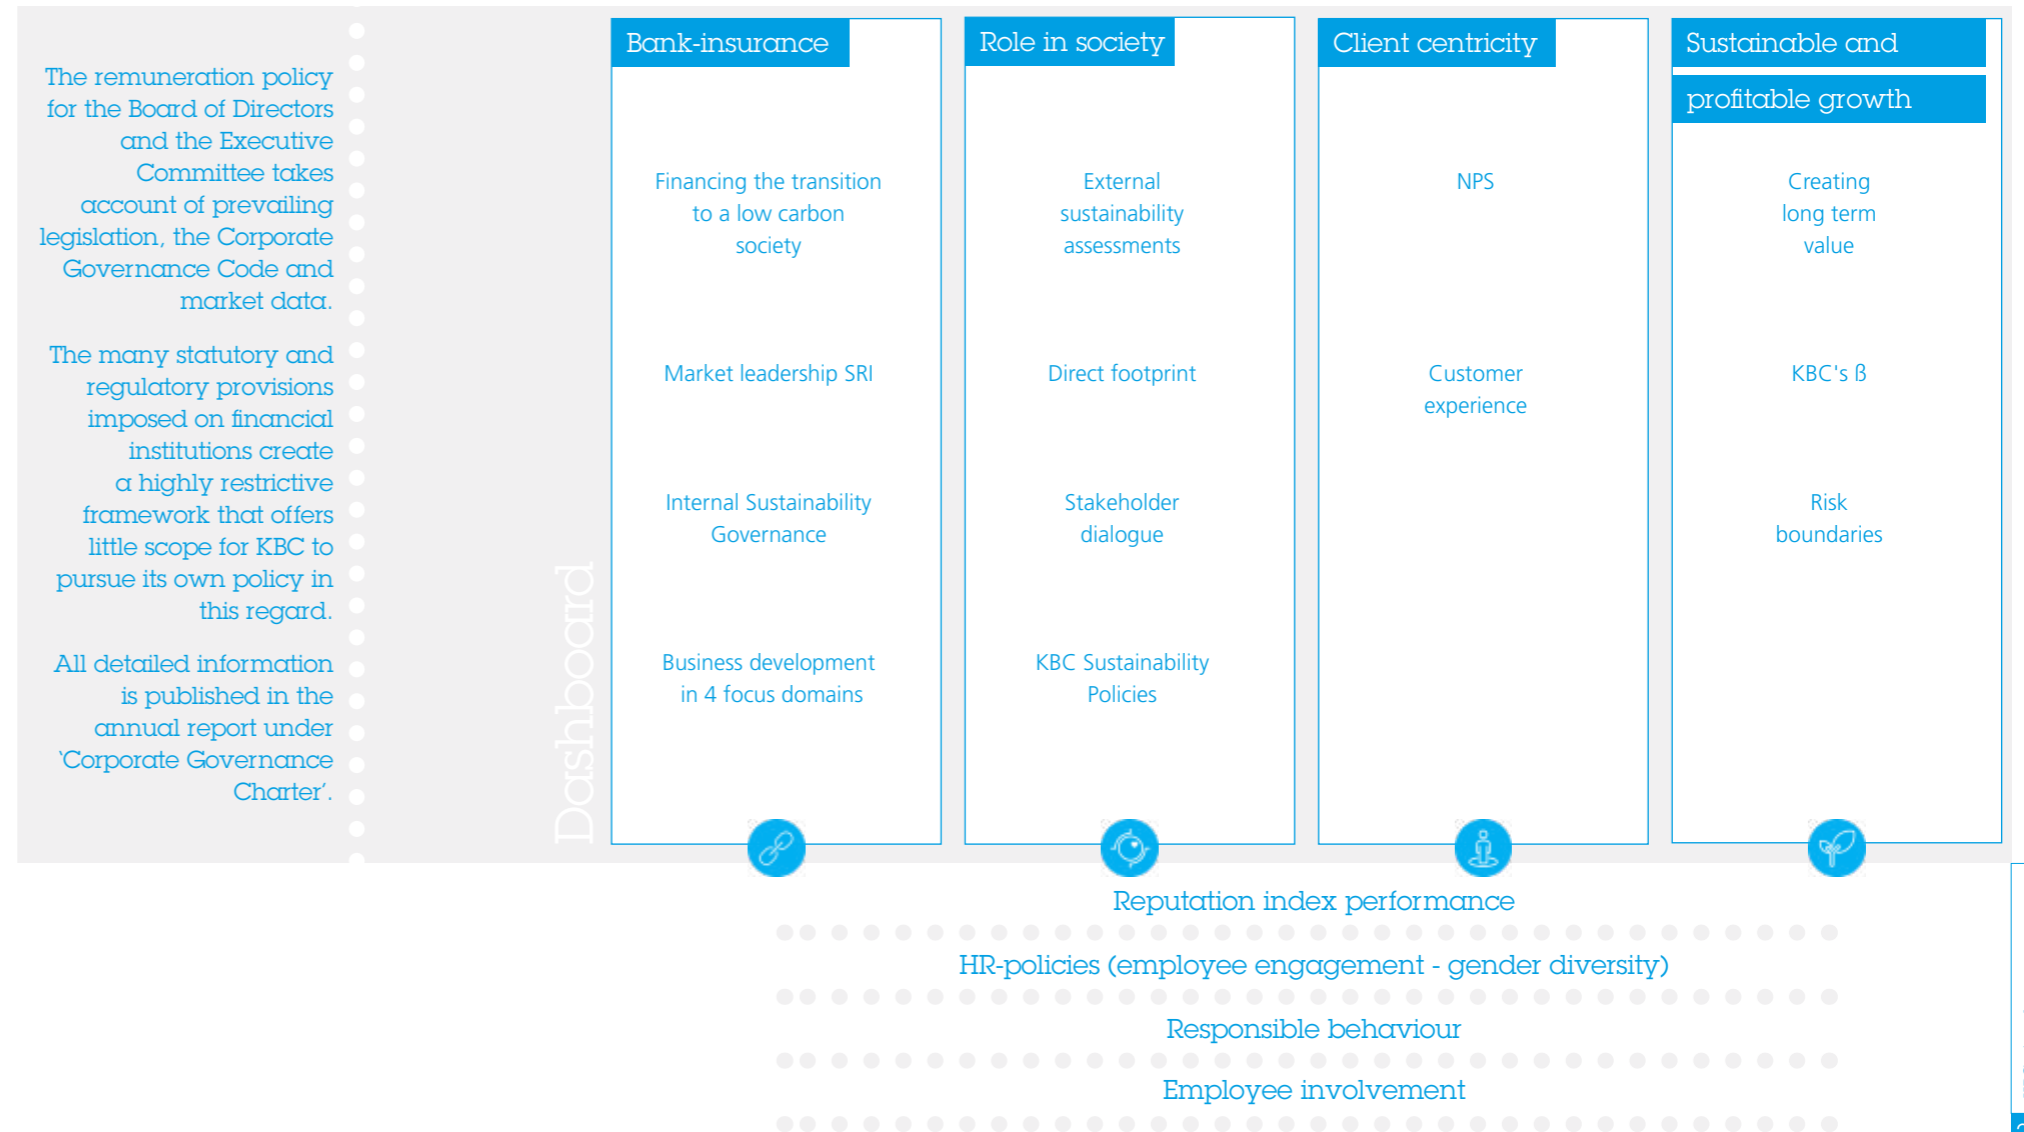 The remuneration policy
for the Board of Directors
and the Executive
Committee takes
account of prevailing
legislation, the Corporate
Governance Code and
market data.
The many statutory and
regulatory provisions
imposed on financial
institutions create
a highly restrictive
framework that offers
little scope for KBC to
pursue its own policy in
this regard.
All detailed information
is published in the
annual report under
‘Corporate Governance
Charter’.
Dashboard
Bank-insurance
Financing the transition
to a low carbon
society
Market leadership SRI
Internal Sustainability
Governance
Business development
in 4 focus domains
Role in society
External
sustainability
assessments
Direct footprint
Stakeholder
dialogue
KBC Sustainability
Policies
Client centricity
NPS
Customer
experience
Sustainable and
profitable growth
Creating
long term
value
KBC's ß
Risk
boundaries
Reputation index performance
HR-policies (employee engagement - gender diversity)
Responsible behaviour
Employee involvement